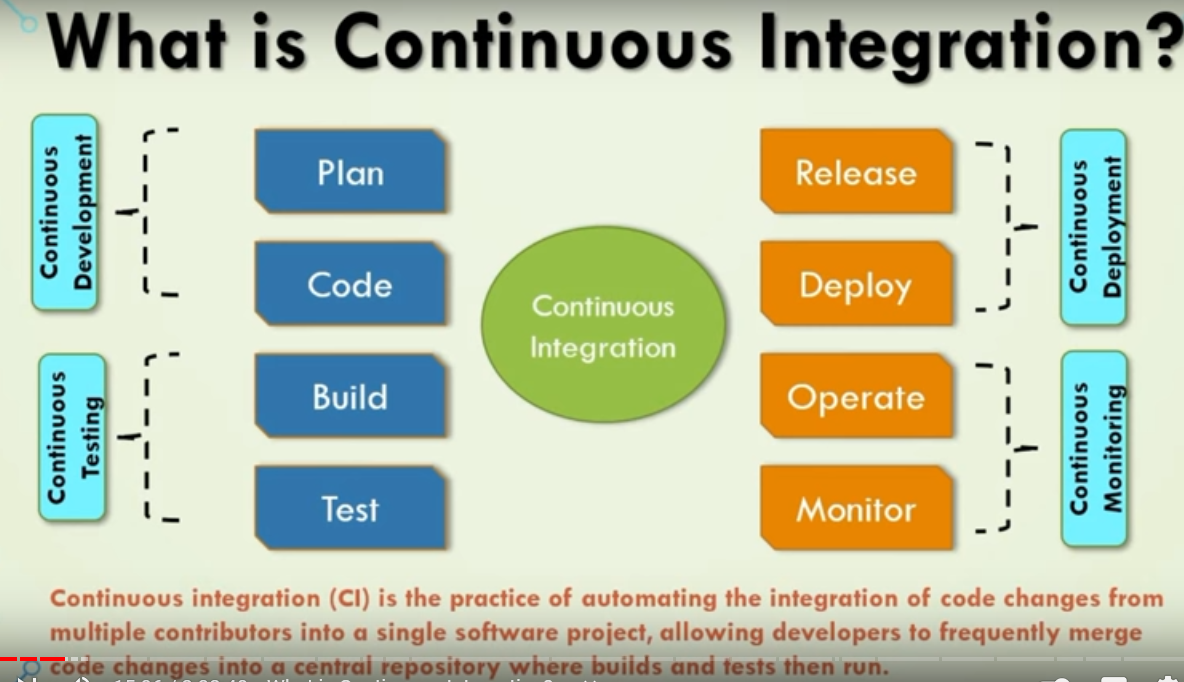 What is Continuous Integration?
Continuous
Development
Plan
Code
Continuous
Testing
Build
Test
Continuous
Integration
Release
Deploy
Continuous
Deployment
Operate
Monitor
Continuous
Monitoring
Continuous integration (CI) is the practice of automating the integration of code changes from
multiple contributors into a single software project, allowing developers to frequently merge
code changes into a central repository where builds and tests then run.